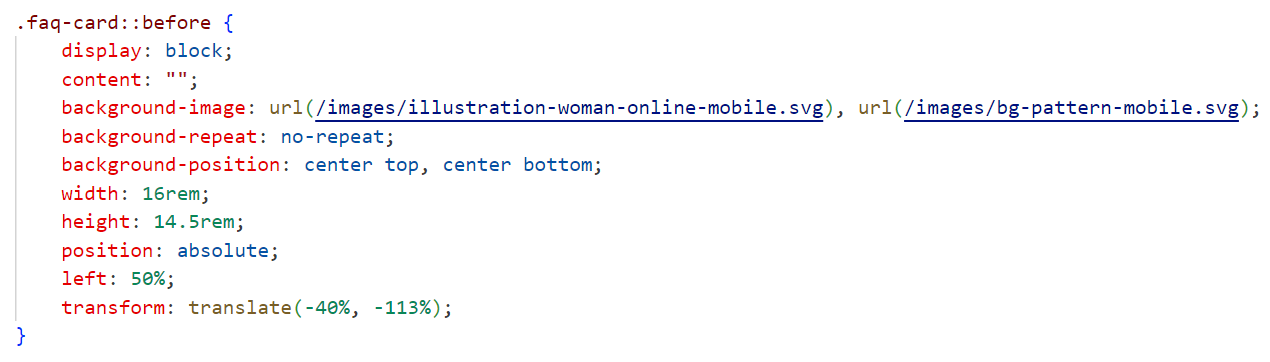 .faq-card::before {
    display: block;
    content: "";
    background-image: url(/images/illustration-woman-online-mobile.svg), url(/images/bg-pattern-mobile.svg);
    background-repeat: no-repeat;
    background-position: center top, center bottom;
    width: 16rem;
    height: 14.5rem;
    position: absolute;
    left: 50%;
    transform: translate(-40%, -113%);
}